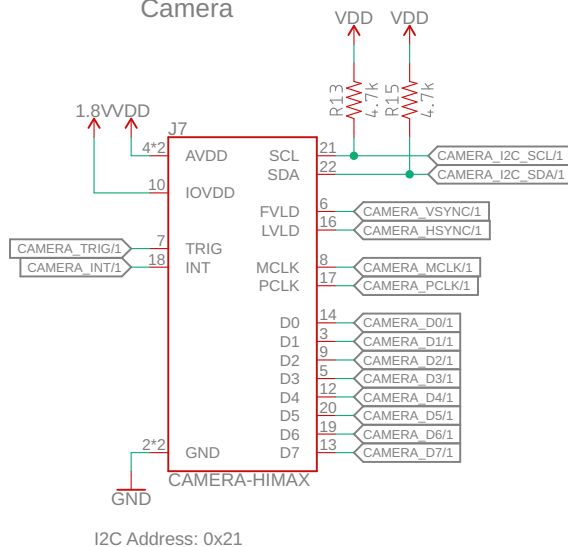 Camera
VDD VDD
R13 4.7k R15 4.7k
1.8V VDD
J7
4*2 AVDD SCL 21 CAMERA_I2C_SCL/1
SDA 22 CAMERA_I2C_SDA/1
10 IOVDD
FVLD 6 CAMERA_VSYNC/1
LVLD 16 CAMERA_HSYNC/1
CAMERA_TRIG/1 7 TRIG
CAMERA_INT/1 18 INT MCLK 8 CAMERA_MCLK/1
PCLK 17 CAMERA_PCLK/1
D0 14 CAMERA_D0/1
D1 3 CAMERA_D1/1
D2 9 CAMERA_D2/1
D3 5 CAMERA_D3/1
D4 12 CAMERA_D4/1
D5 20 CAMERA_D5/1
D6 19 CAMERA_D6/1
2*2 GND D7 13 CAMERA_D7/1
CAMERA-HIMAX
GND
I2C Address: 0x21